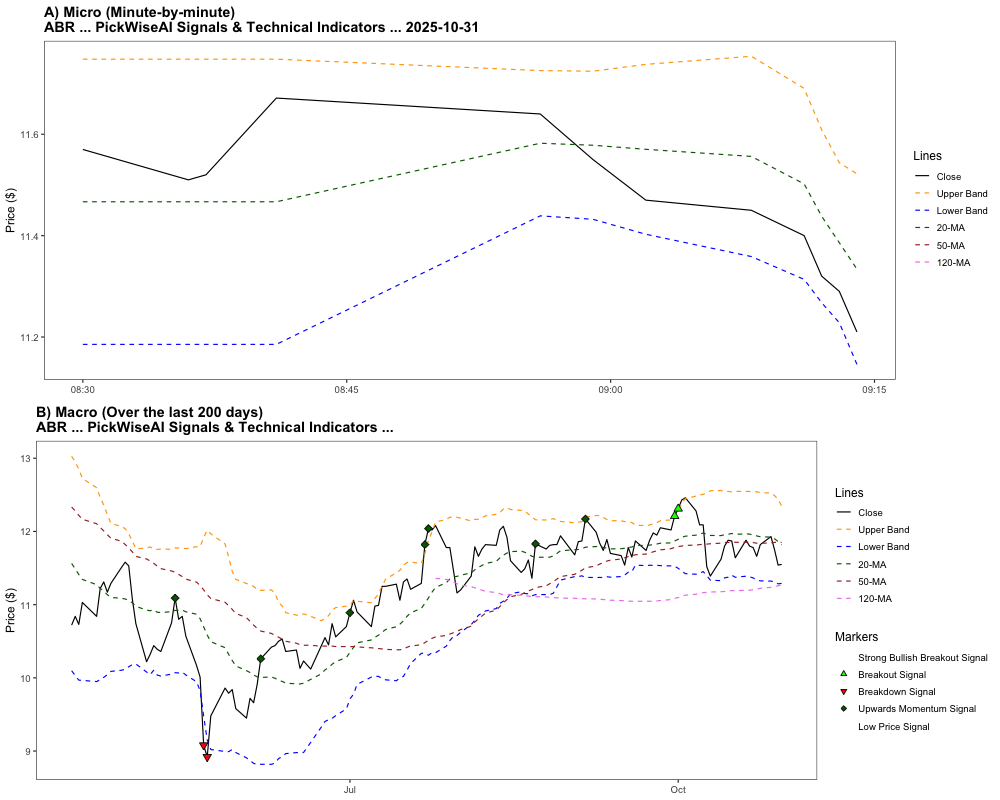 A) Micro (Minute-by-minute)
ABR ... PickWiseAI Signals & Technical Indicators ... 2025-10-31
Price ($)
11.6
11.4
11.2
08:30
08:45
09:00
09:15
Lines
Close
Upper Band
Lower Band
20-MA
50-MA
120-MA
B) Macro (Over the last 200 days)
ABR ... PickWiseAI Signals & Technical Indicators ...
Price ($)
13
12
11
10
9
Jul
Oct
Lines
Close
Upper Band
Lower Band
20-MA
50-MA
120-MA
Markers
Strong Bullish Breakout Signal
Breakout Signal
Breakdown Signal
Upwards Momentum Signal
Low Price Signal